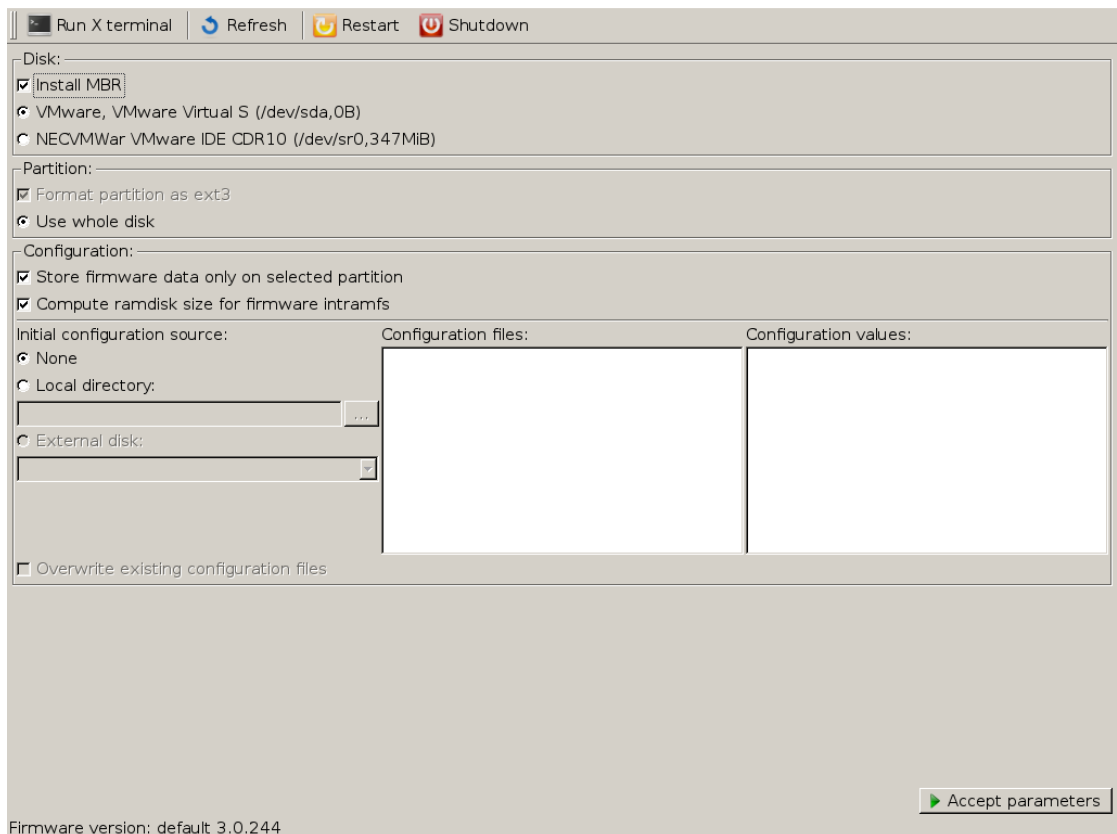 Run X terminal Refresh Restart Shutdown
Disk:
Install MBR
VMware, VMware Virtual S (/dev/sda,0B)
NECVMWar VMware IDE CDR10 (/dev/sr0,347MiB)
Partition:
Format partition as ext3
Use whole disk
Configuration:
Store firmware data only on selected partition
Compute ramdisk size for firmware intramfs
Initial configuration source: Configuration files: Configuration values:
None
Local directory:
...
External disk:
Overwrite existing configuration files
Accept parameters
Firmware version: default 3.0.244